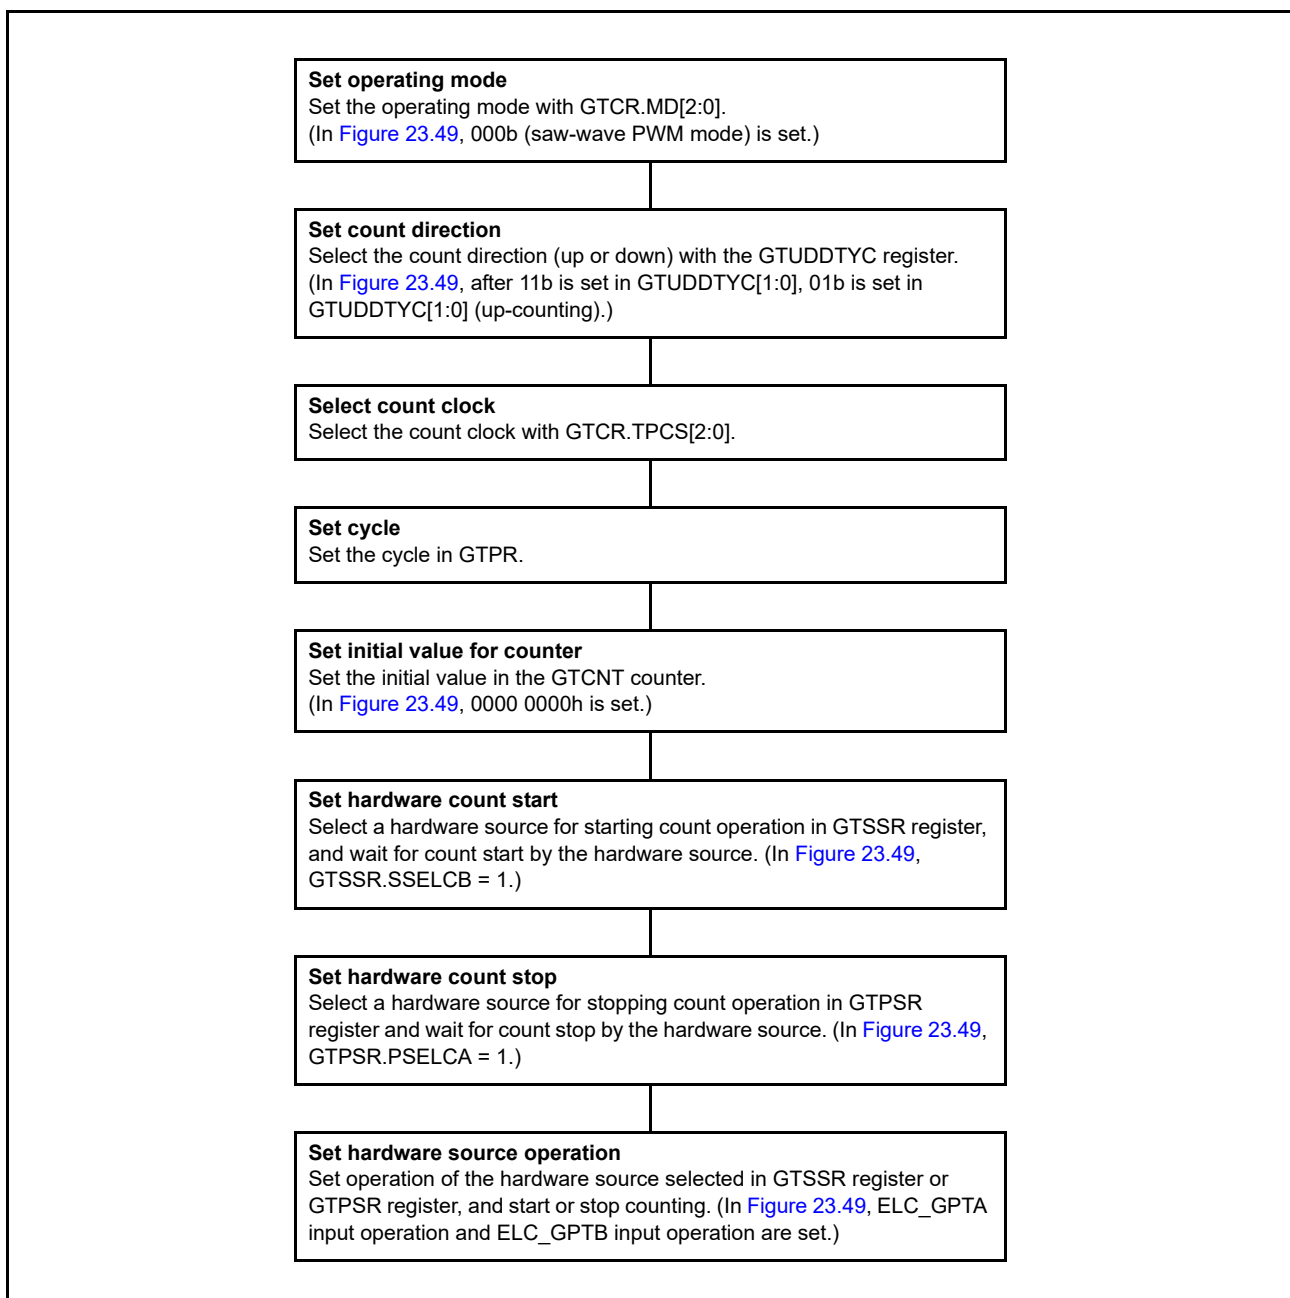 Set operating mode
Set the operating mode with GTCR.MD[2:0].
(In Figure 23.49, 000b (saw-wave PWM mode) is set.)
Set count direction
Select the count direction (up or down) with the GTUDDTYC register.
(In Figure 23.49, after 11b is set in GTUDDTYC[1:0], 01b is set in
GTUDDTYC[1:0] (up-counting).)
Select count clock
Select the count clock with GTCR.TPCS[2:0].
Set cycle
Set the cycle in GTPR.
Set initial value for counter
Set the initial value in the GTCNT counter.
(In Figure 23.49, 0000 0000h is set.)
Set hardware count start
Select a hardware source for starting count operation in GTSSR register,
and wait for count start by the hardware source. (In Figure 23.49,
GTSSR.SSELCB = 1.)
Set hardware count stop
Select a hardware source for stopping count operation in GTPSR
register and wait for count stop by the hardware source. (In Figure 23.49,
GTPSR.PSELCA = 1.)
Set hardware source operation
Set operation of the hardware source selected in GTSSR register or
GTPSR register, and start or stop counting. (In Figure 23.49, ELC_GPTA
input operation and ELC_GPTB input operation are set.)